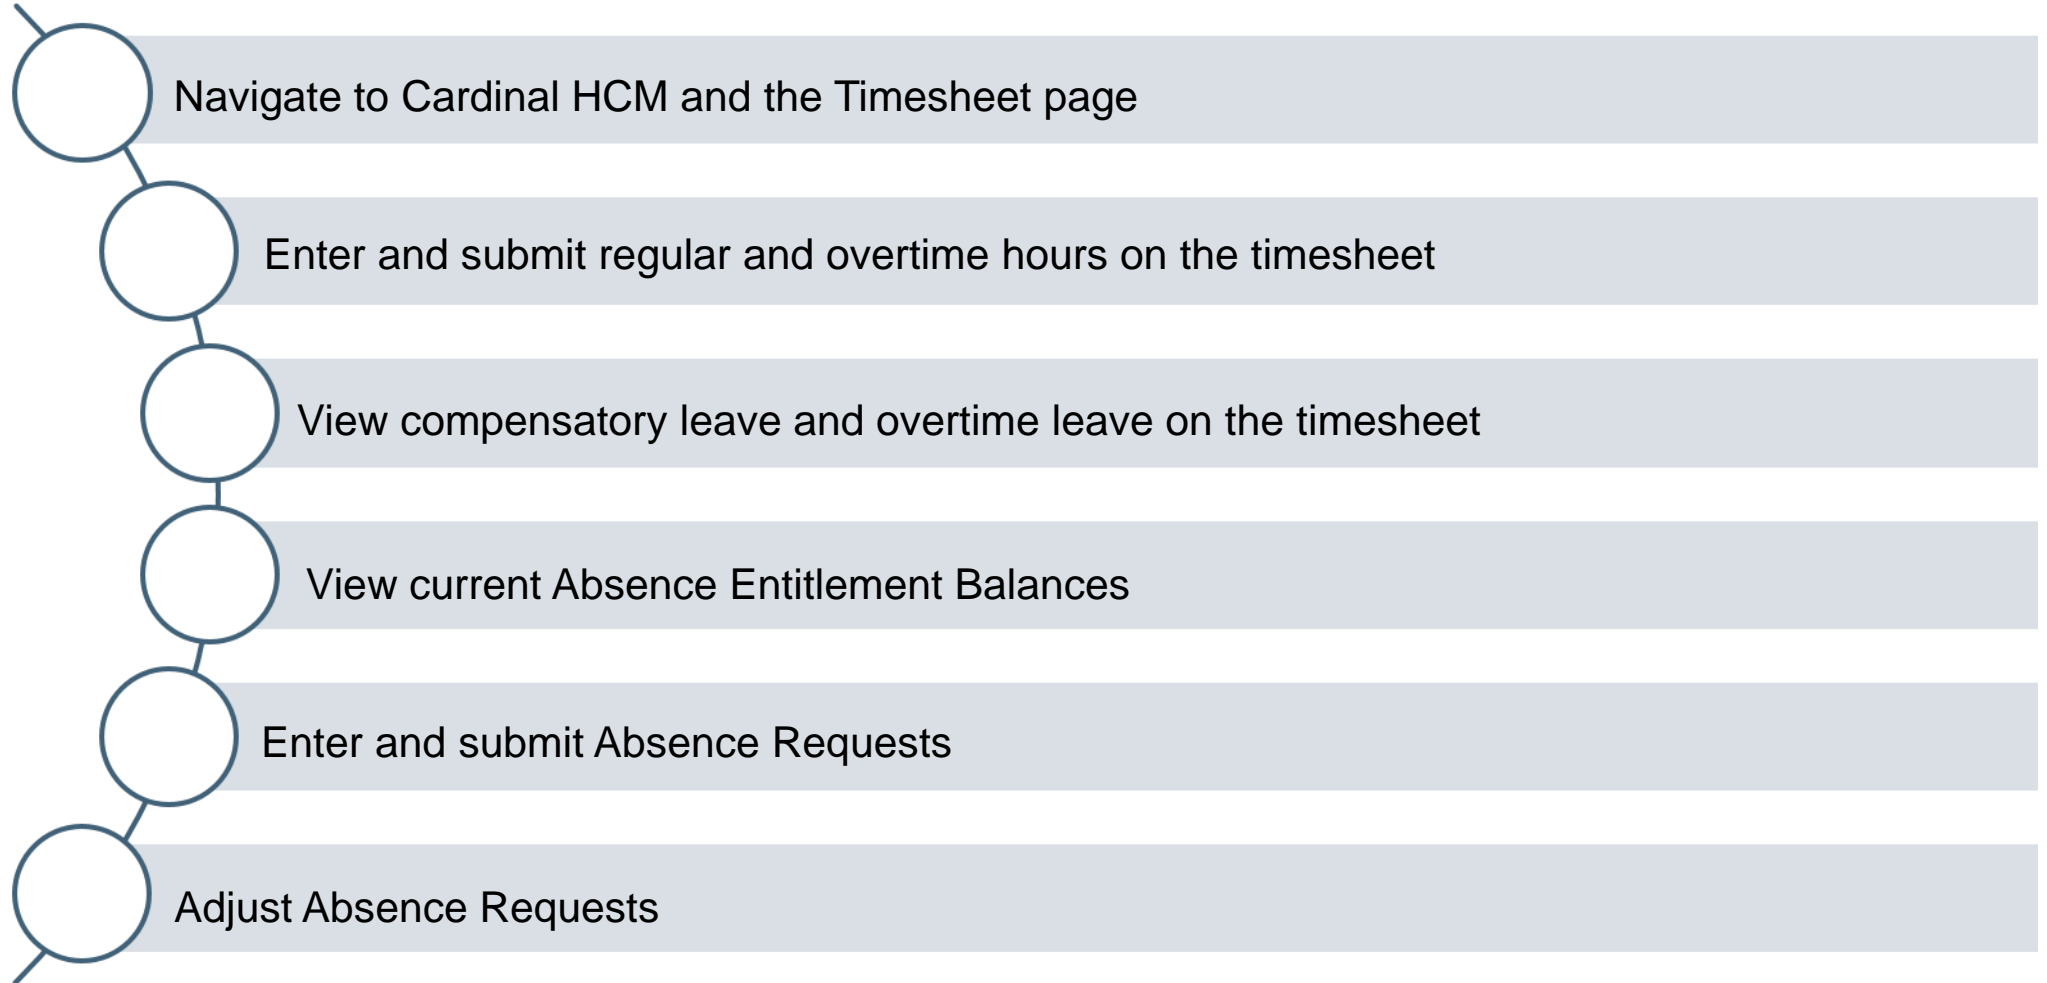 Navigate to Cardinal HCM and the Timesheet page
Enter and submit regular and overtime hours on the timesheet
View compensatory leave and overtime leave on the timesheet
View current Absence Entitlement Balances
Enter and submit Absence Requests
Adjust Absence Requests